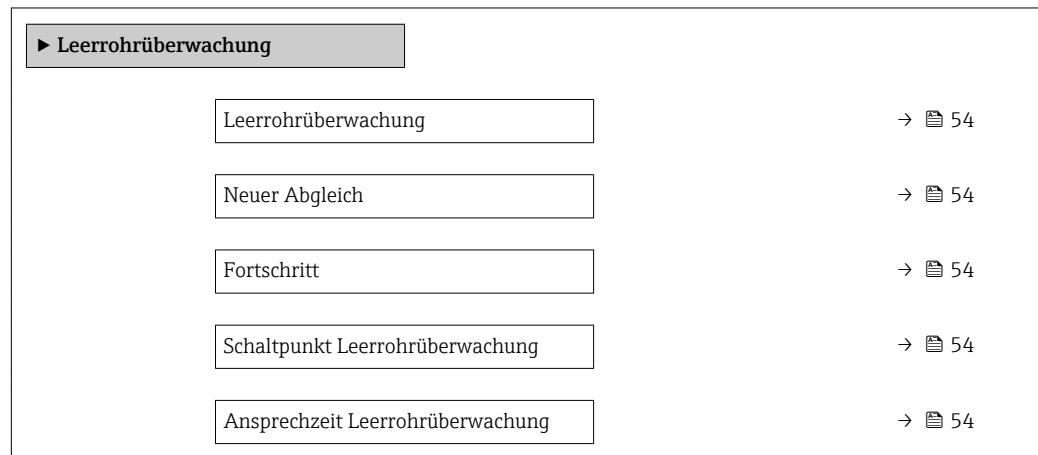 ▶ Leerrohrüberwachung
Leerrohrüberwachung → 54
Neuer Abgleich → 54
Fortschritt → 54
Schaltpunkt Leerrohrüberwachung → 54
Ansprechzeit Leerrohrüberwachung → 54